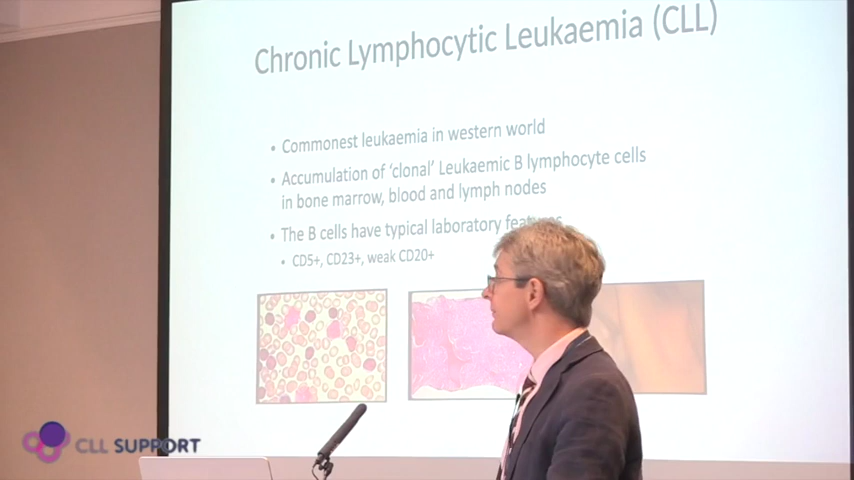 Chronic Lymphocytic Leukaemia (CLL)
• Commonest leukaemia in western world
• Accumulation of ‘clonal’ Leukaemic B lymphocyte cells
in bone marrow, blood and lymph nodes
• The B cells have typical laboratory features
• CD5+, CD23+, weak CD20+
CLL SUPPORT